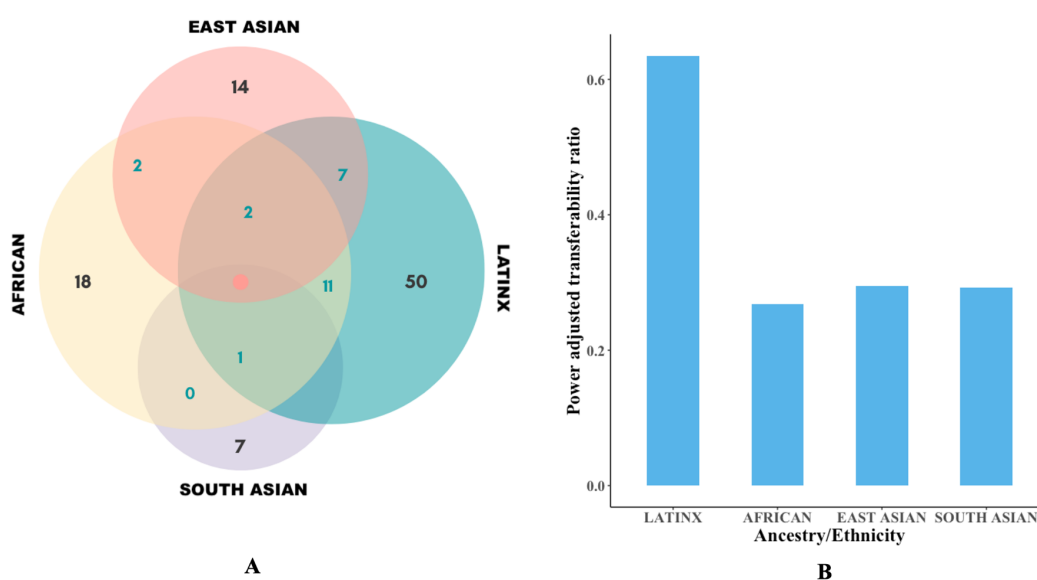 EAST ASIAN
14
2
7
2
AFRICAN
18
11
50
LATINX
1
0
7
SOUTH ASIAN
A
Power adjusted transferability ratio
0.6
0.4
0.2
0.0
LATINX AFRICAN EAST ASIAN SOUTH ASIAN
Ancestry/Ethnicity
B